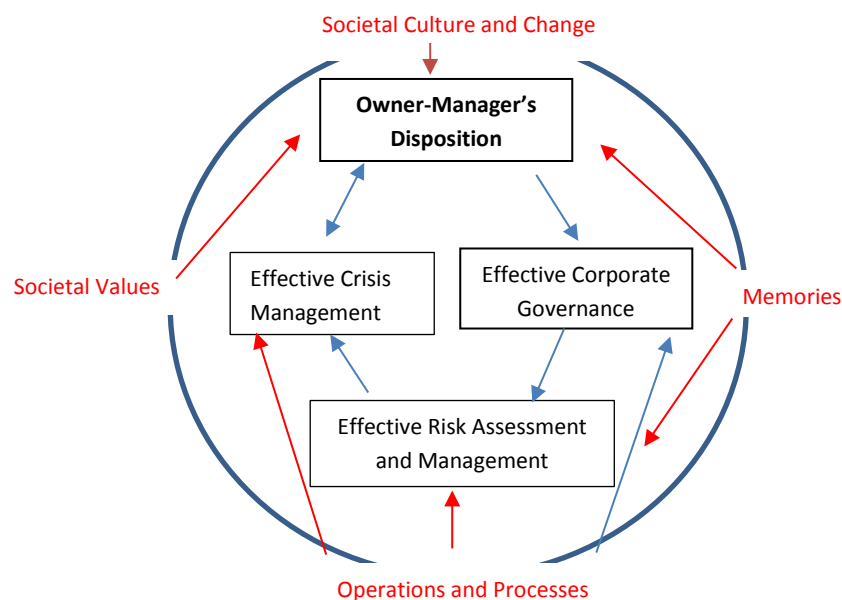 Societal Culture and Change
Owner-Manager’s
Disposition
Societal Values
Effective Crisis
Management
Effective Corporate
Governance
Memories
Effective Risk Assessment
and Management
Operations and Processes